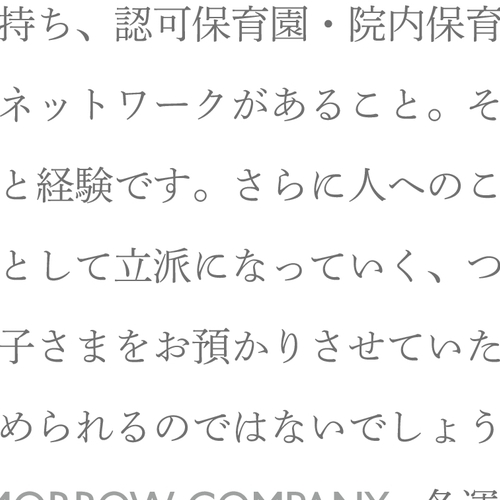 持ち、認可保育園・院内保育
ネットワークがあること。そ
と経験です。さらに人へのこ
として立派になっていく、つ
子さまをお預かりさせていた
められるのではないでしょう
MORROW COMPANY